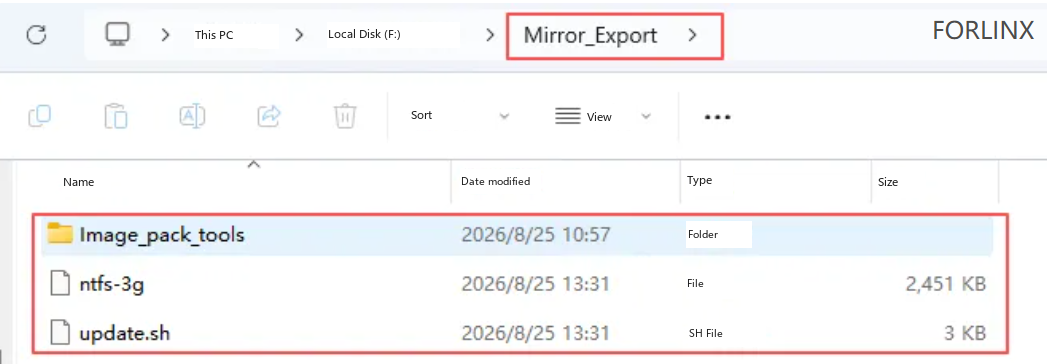 This PC Local Disk (F:) Mirror_Export FORLINX
Sort View
Name Date modified Type Size
Image_pack_tools 2026/8/25 10:57 Folder
ntfs-3g 2026/8/25 13:31 File 2,451 KB
update.sh 2026/8/25 13:31 SH File 3 KB